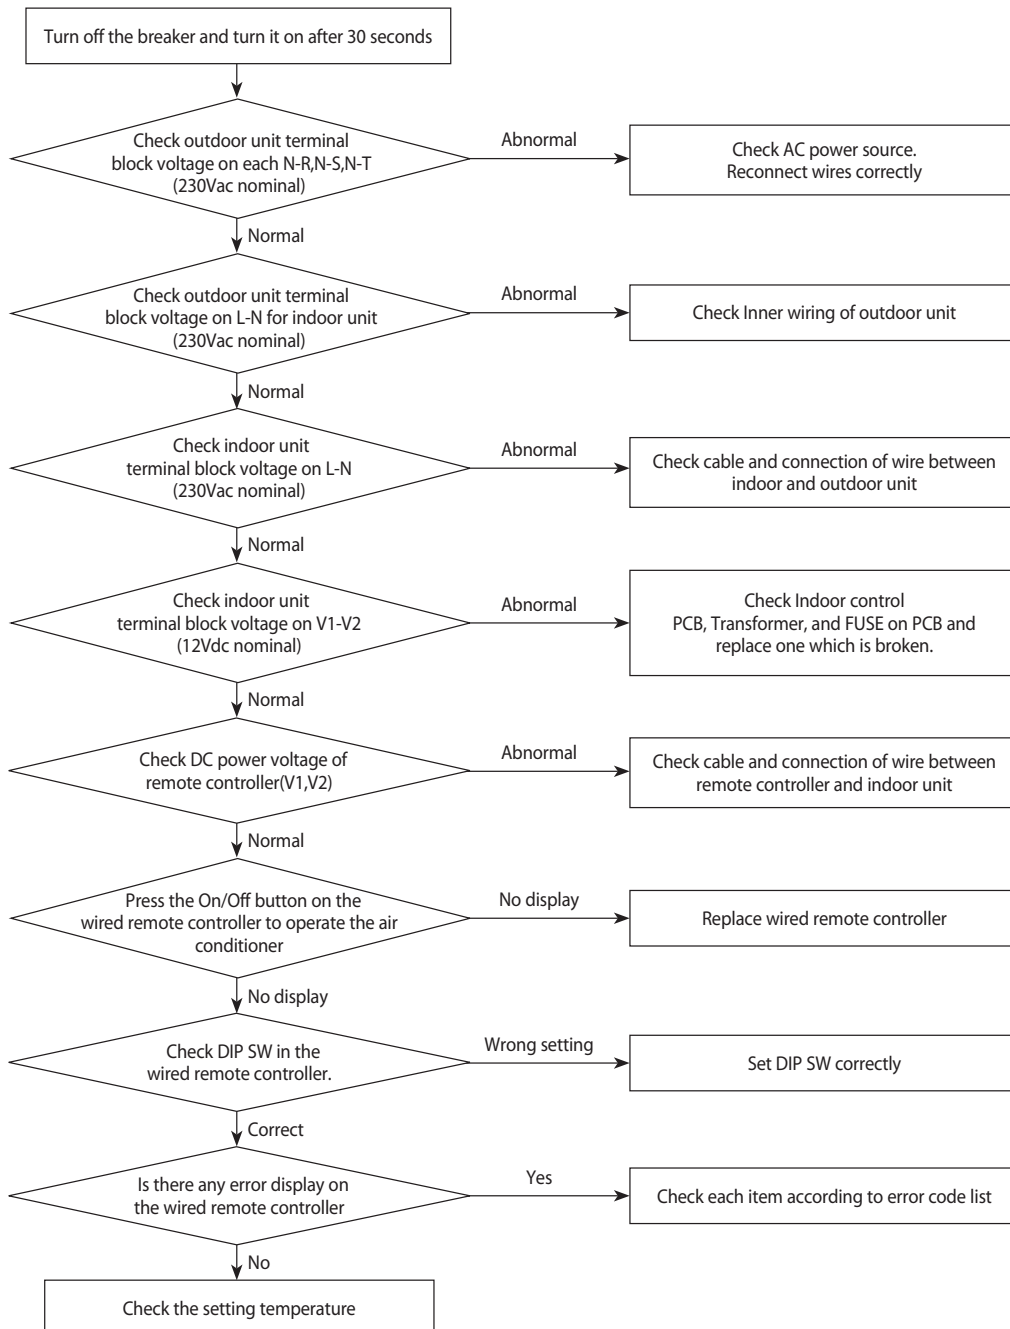 Turn off the breaker and turn it on after 30 seconds
Check outdoor unit terminal
block voltage on each N-R,N-S,N-T
(230Vac nominal)
Abnormal
Check AC power source.
Reconnect wires correctly
Normal
Check outdoor unit terminal
block voltage on L-N for indoor unit
(230Vac nominal)
Abnormal
Check Inner wiring of outdoor unit
Normal
Check indoor unit
terminal block voltage on L-N
(230Vac nominal)
Abnormal
Check cable and connection of wire between
indoor and outdoor unit
Normal
Check indoor unit
terminal block voltage on V1-V2
(12Vdc nominal)
Abnormal
Check Indoor control
PCB, Transformer, and FUSE on PCB and
replace one which is broken.
Normal
Check DC power voltage of
remote controller(V1,V2)
Abnormal
Check cable and connection of wire between
remote controller and indoor unit
Normal
Press the On/Off button on the
wired remote controller to operate the air
conditioner
No display
Replace wired remote controller
No display
Check DIP SW in the
wired remote controller.
Wrong setting
Set DIP SW correctly
Correct
Is there any error display on
the wired remote controller
Yes
Check each item according to error code list
No
Check the setting temperature